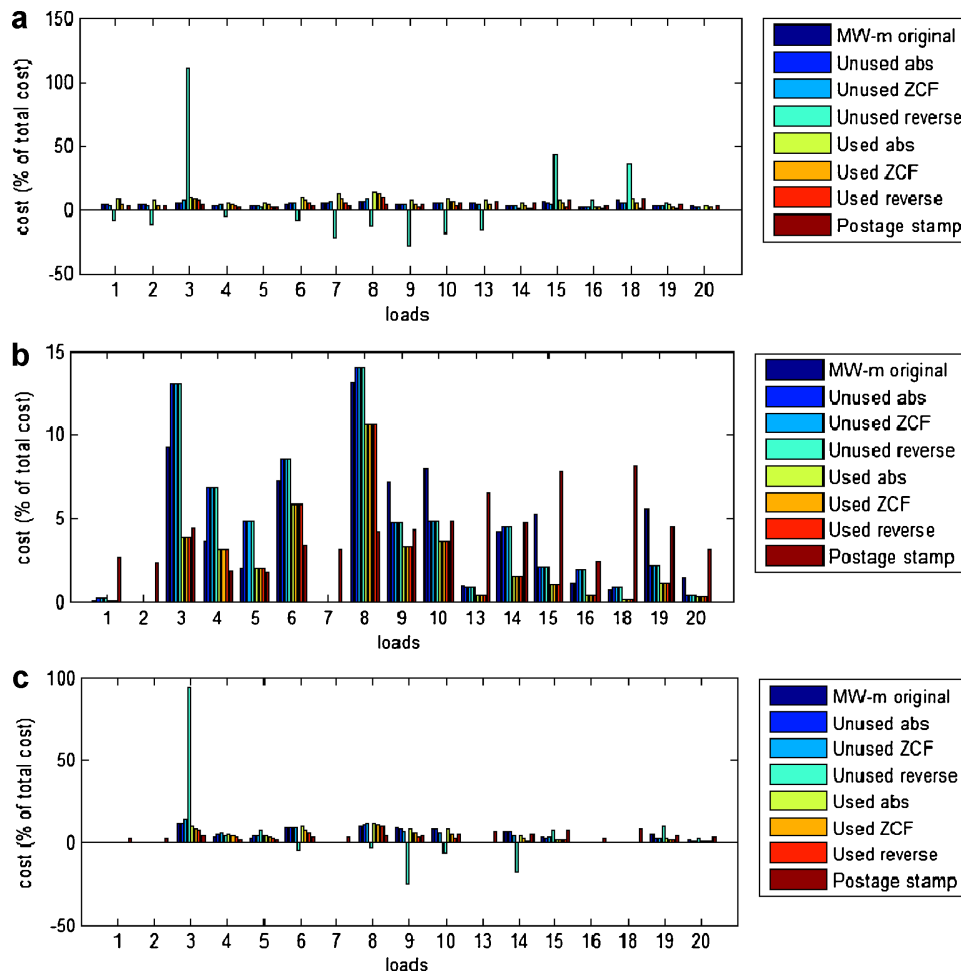 a
cost (% of total cost)
150
100
50
0
-50
1 2 3 4 5 6 7 8 9 10 13 14 15 16 18 19 20
loads
MW-m original
Unused abs
Unused ZCF
Unused reverse
Used abs
Used ZCF
Used reverse
Postage stamp
b
cost (% of total cost)
15
10
5
0
1 2 3 4 5 6 7 8 9 10 13 14 15 16 18 19 20
loads
MW-m original
Unused abs
Unused ZCF
Unused reverse
Used abs
Used ZCF
Used reverse
Postage stamp
c
cost (% of total cost)
100
50
0
-50
1 2 3 4 5 6 7 8 9 10 13 14 15 16 18 19 20
loads
MW-m original
Unused abs
Unused ZCF
Unused reverse
Used abs
Used ZCF
Used reverse
Postage stamp